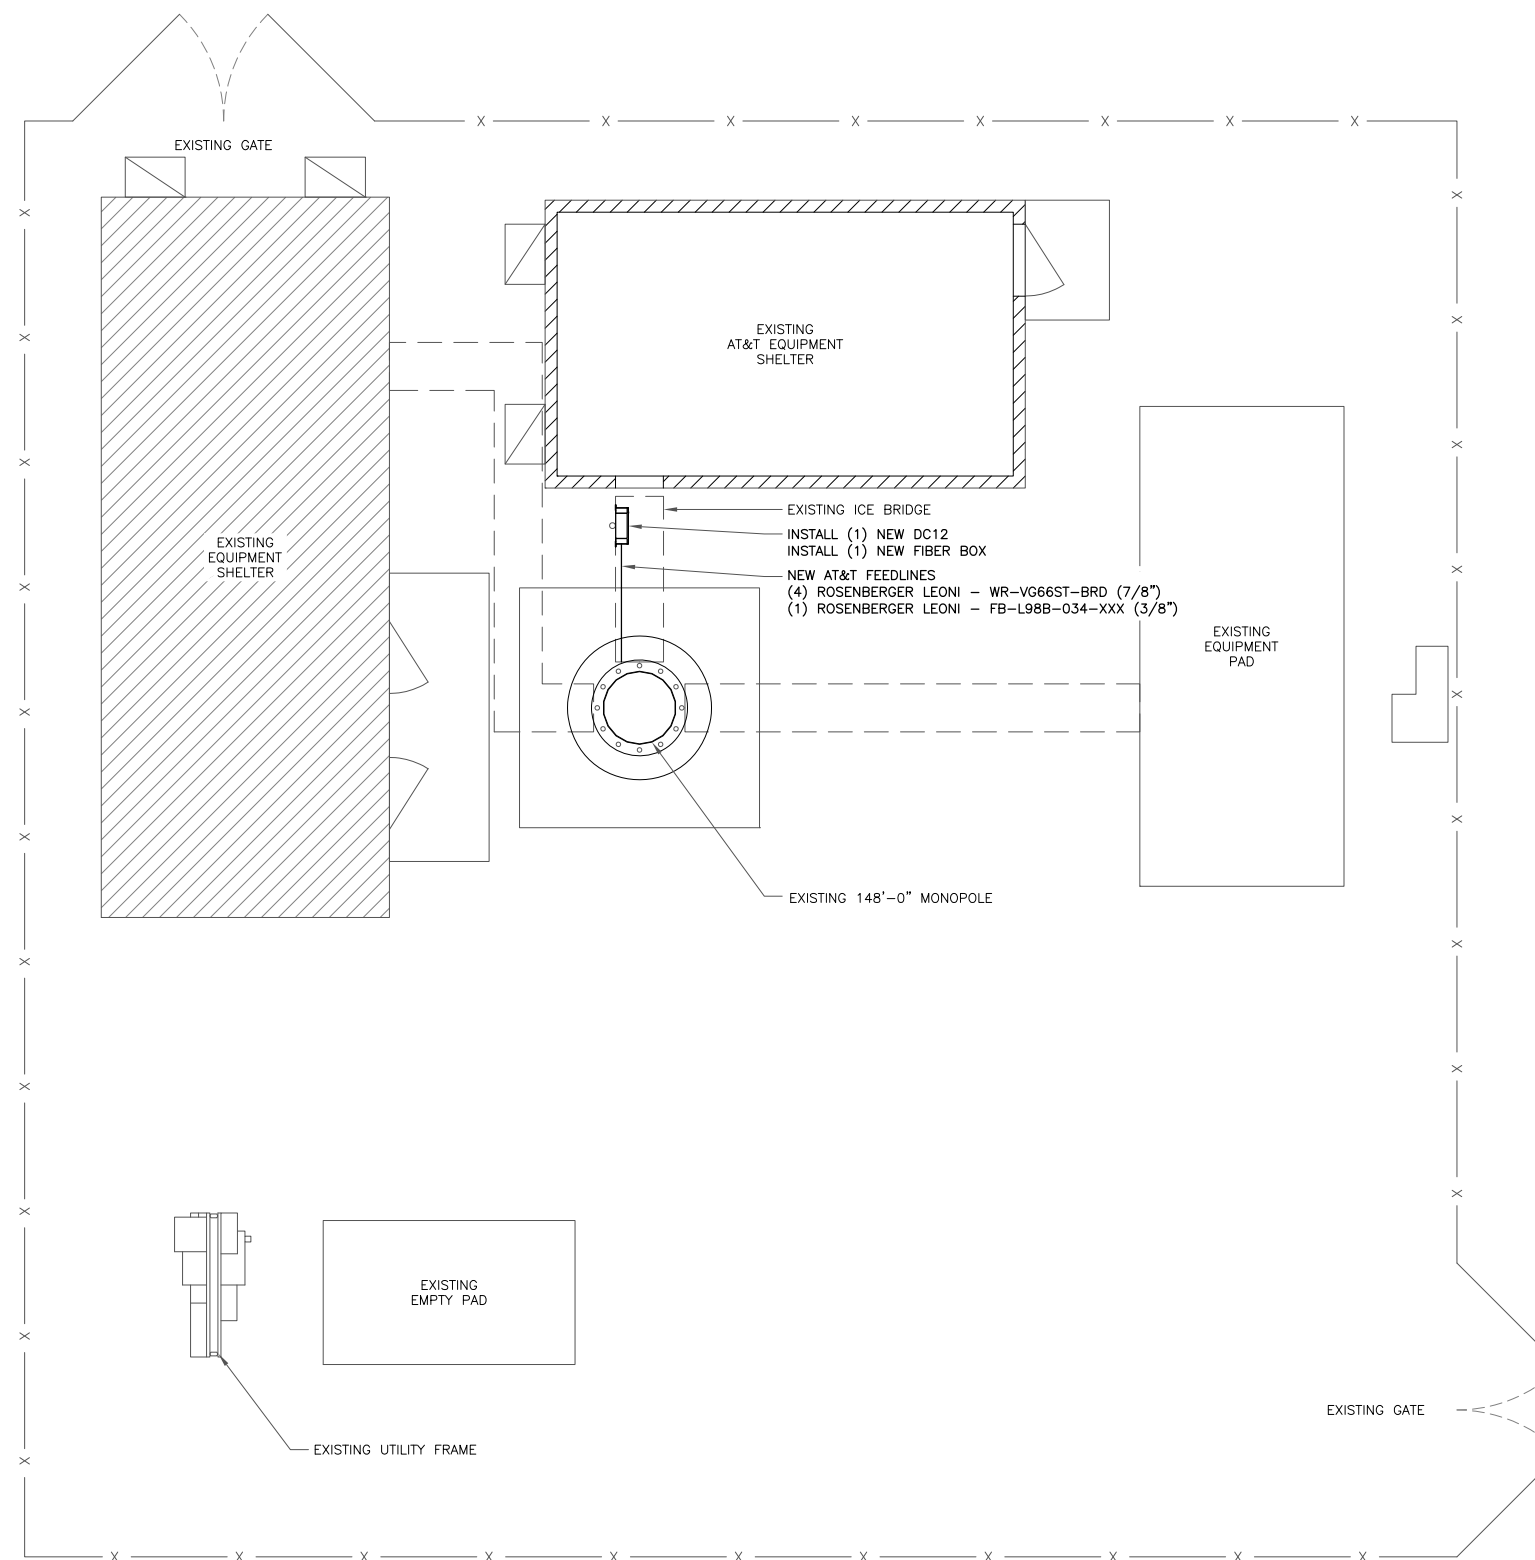 EXISTING GATE
EXISTING
AT&T EQUIPMENT
SHELTER
EXISTING
EQUIPMENT
SHELTER
EXISTING ICE BRIDGE
INSTALL (1) NEW DC12
INSTALL (1) NEW FIBER BOX
NEW AT&T FEEDLINES
(4) ROSENBERGER LEONI - WR-VG66ST-BRD (7/8")
(1) ROSENBERGER LEONI - FB-L98B-034-XXX (3/8")
EXISTING
EQUIPMENT
PAD
EXISTING 148'-0" MONOPOLE
EXISTING
EMPTY PAD
EXISTING GATE
EXISTING UTILITY FRAME